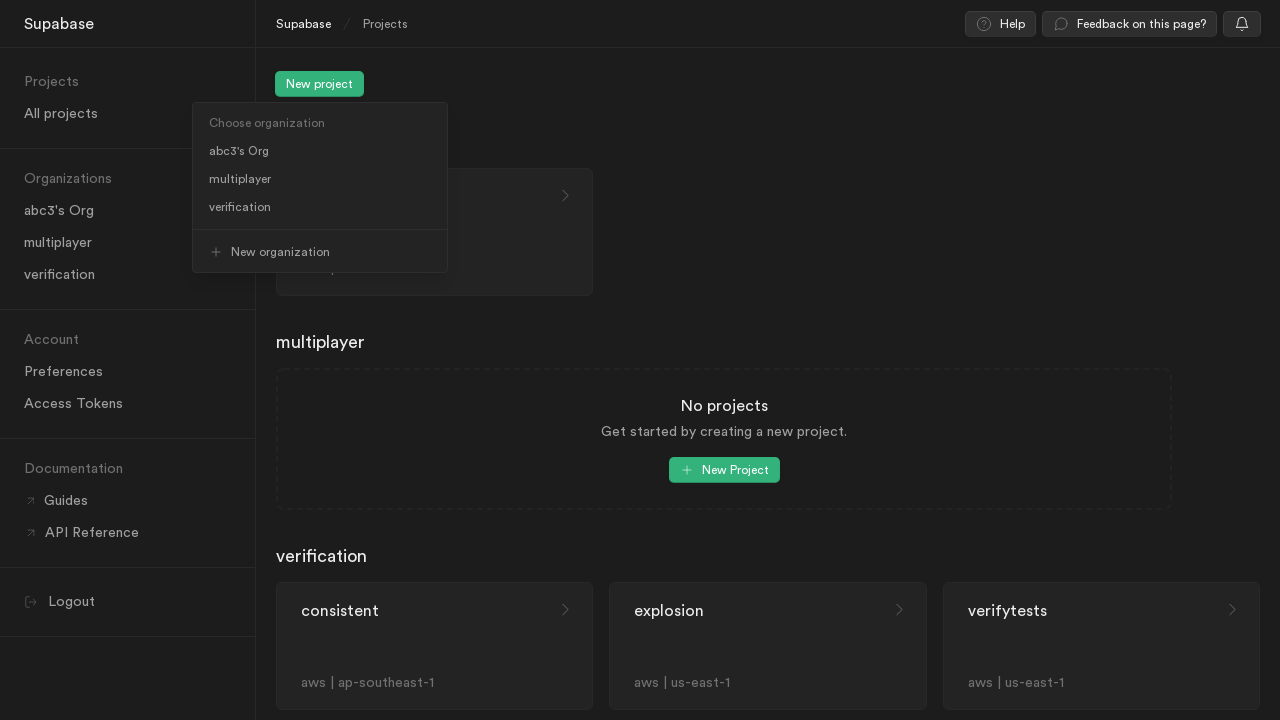 Supabase
Supabase / Projects
Help
Feedback on this page?
Projects
All projects
Organizations
abc3's Org
multiplayer
verification
Account
Preferences
Access Tokens
Documentation
Guides
API Reference
Logout
New project
Choose organization
abc3's Org
multiplayer
verification
New organization
multiplayer
No projects
Get started by creating a new project.
New Project
verification
consistent
aws | ap-southeast-1
explosion
aws | us-east-1
verifytests
aws | us-east-1